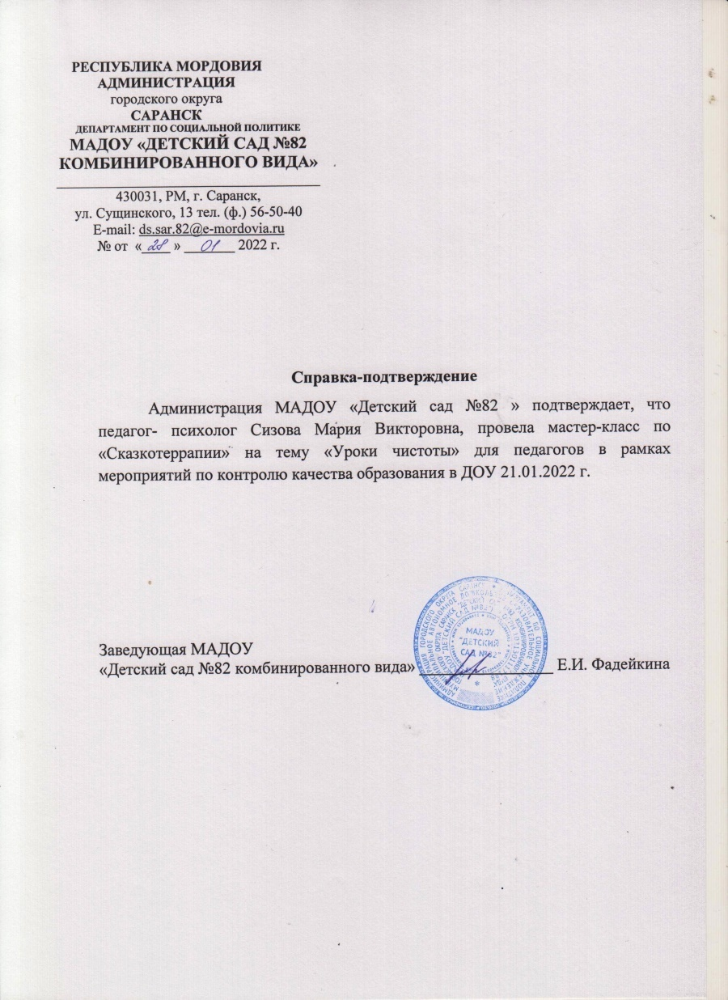 РЕСПУБЛИКА МОРДОВИЯ
АДМИНИСТРАЦИЯ
городского округа
САРАНСК
ДЕПАРТАМЕНТ ПО СОЦИАЛЬНОЙ ПОЛИТИКЕ
МАДОУ «ДЕТСКИЙ САД №82
КОМБИНИРОВАННОГО ВИДА»
430031, РМ, г. Саранск,
ул. Сущинского, 13 тел. (ф.) 56-50-40
E-mail: ds.sar.82@e-mordovia.ru
№ от « 28 » 01 2022 г.
Справка-подтверждение
Администрация МАДОУ «Детский сад №82 » подтверждает, что
педагог- психолог Сизова Мария Викторовна, провела мастер-класс по
«Сказкотеррапии» на тему «Уроки чистоты» для педагогов в рамках
мероприятий по контролю качества образования в ДОУ 21.01.2022 г.
МАДОУ
"ДЕТСКИЙ
САД №82"
Заведующая МАДОУ
«Детский сад №82 комбинированного вида» Е.И. Фадейкина